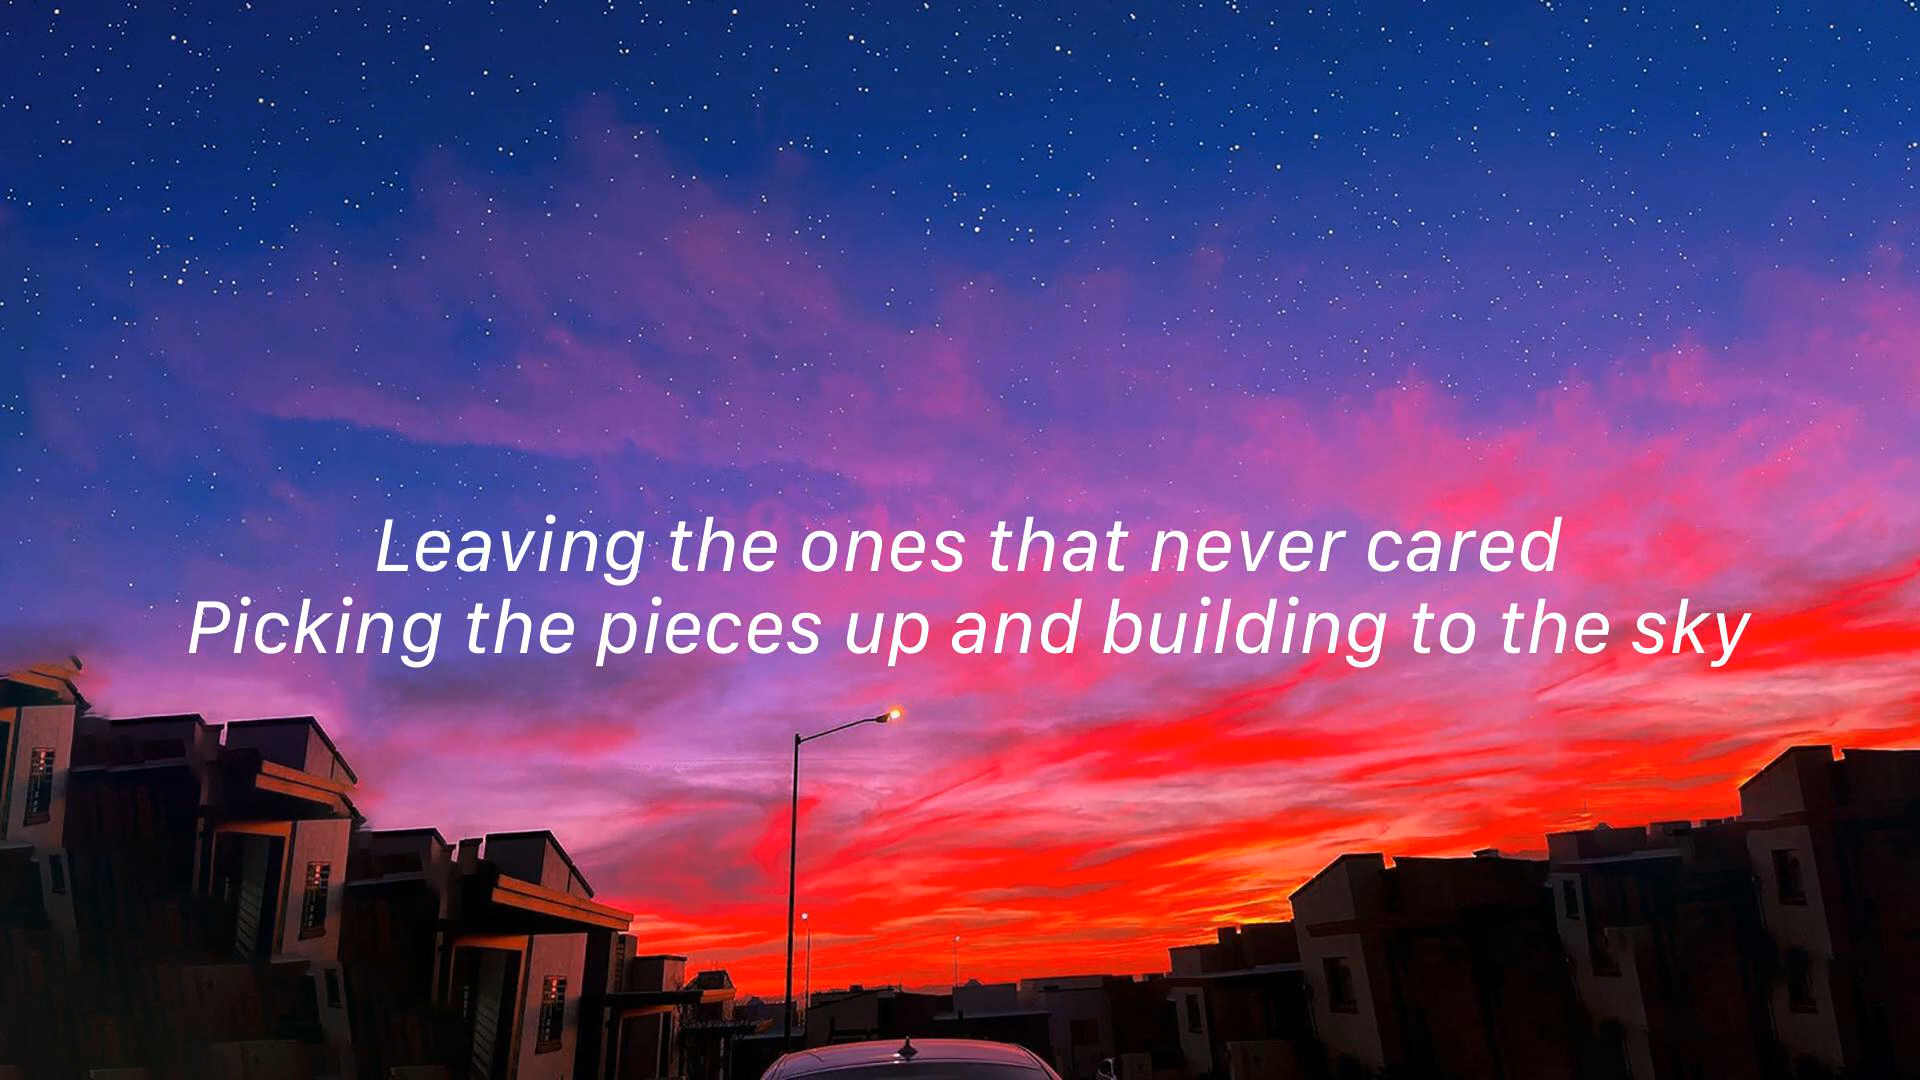 Leaving the ones that never cared
Picking the pieces up and building to the sky